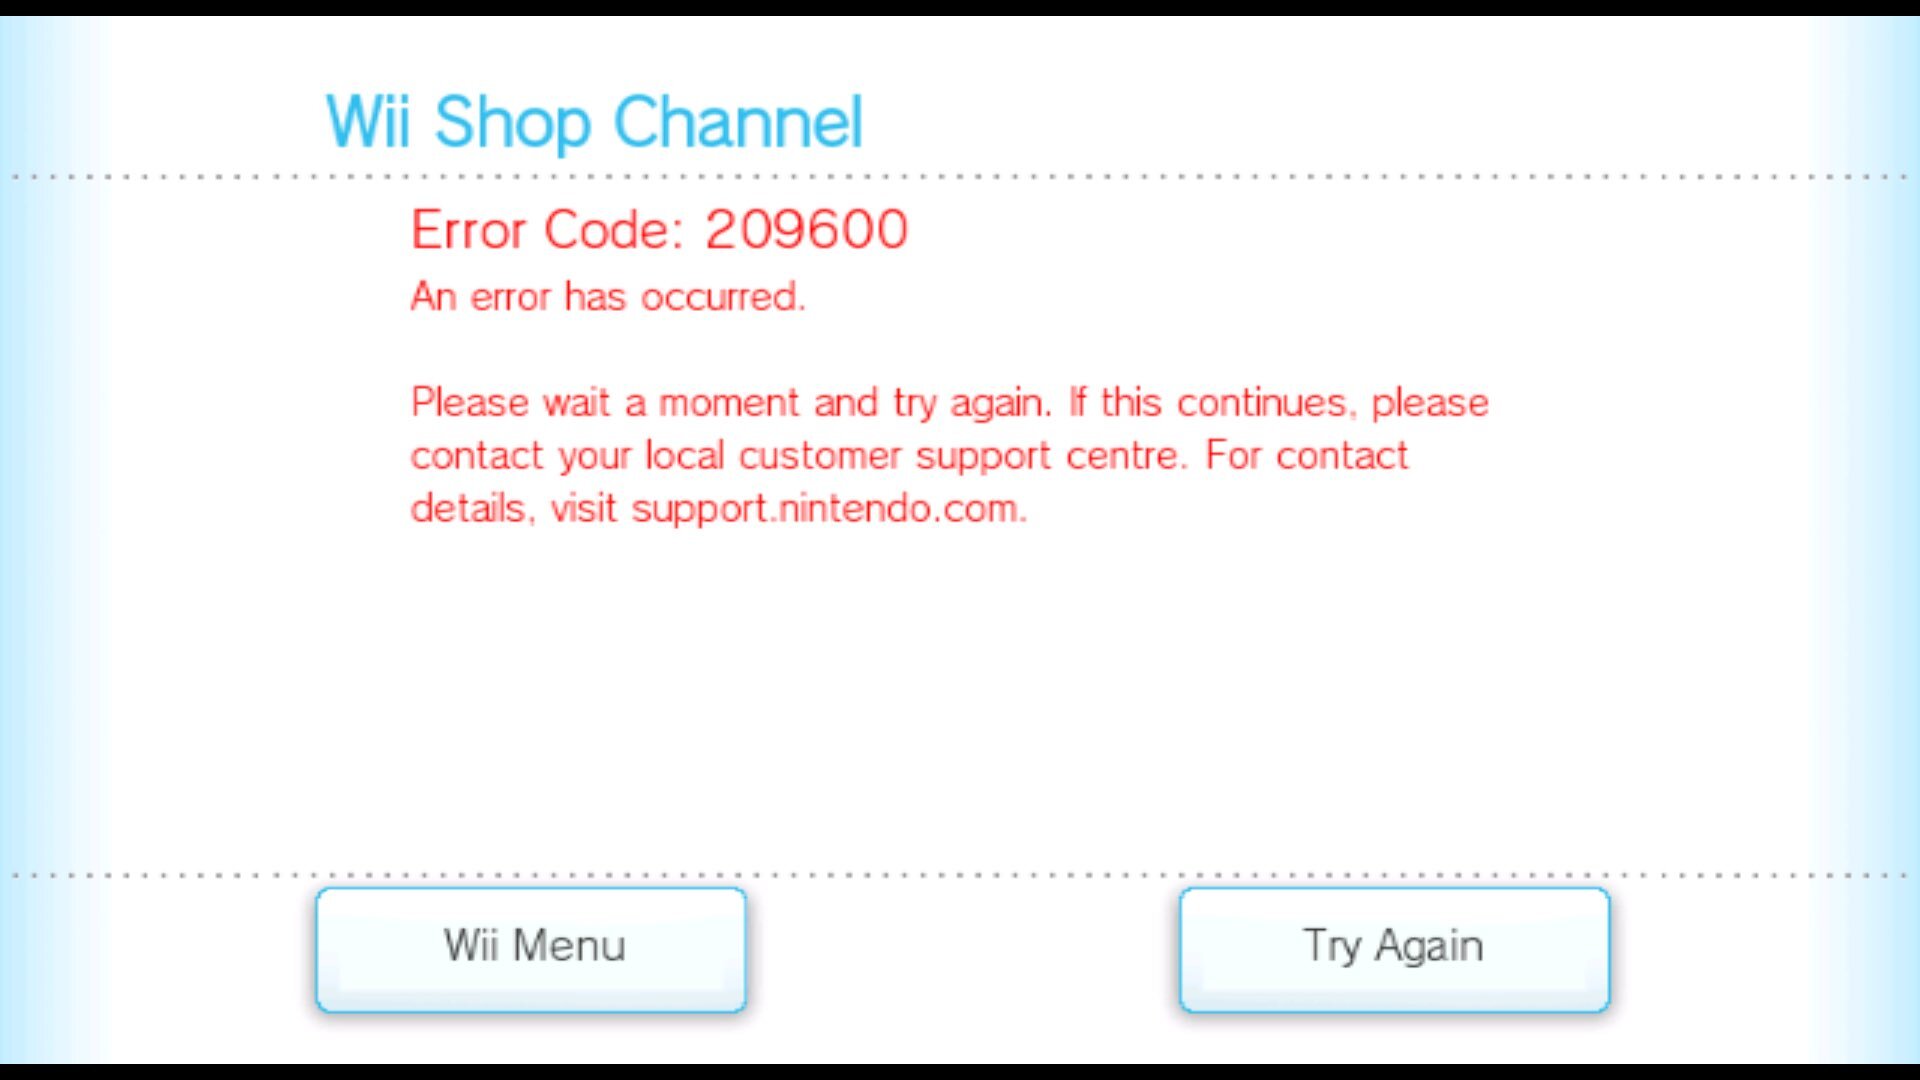 Wii Shop Channel
Error Code: 209600
An error has occurred.
Please wait a moment and try again. If this continues, please
contact your local customer support centre. For contact
details, visit support.nintendo.com.
Wii Menu
Try Again